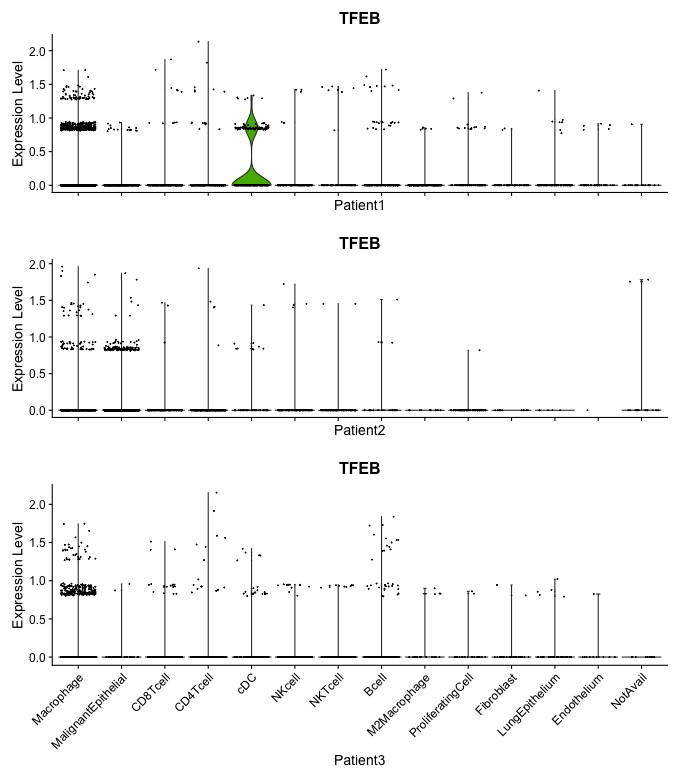 TFEB
Expression Level
2.0
1.5
1.0
0.5
0.0
Patient1
TFEB
Expression Level
2.0
1.5
1.0
0.5
0.0
Patient2
TFEB
Expression Level
2.0
1.5
1.0
0.5
0.0
Macrophage
MalignantEpithelial
CD8Tcell
CD4Tcell
cDC
NKcell
NKTcell
Bcell
M2Macrophage
ProliferatingCell
Fibroblast
LungEpithelium
Endothelium
NotAvail
Patient3